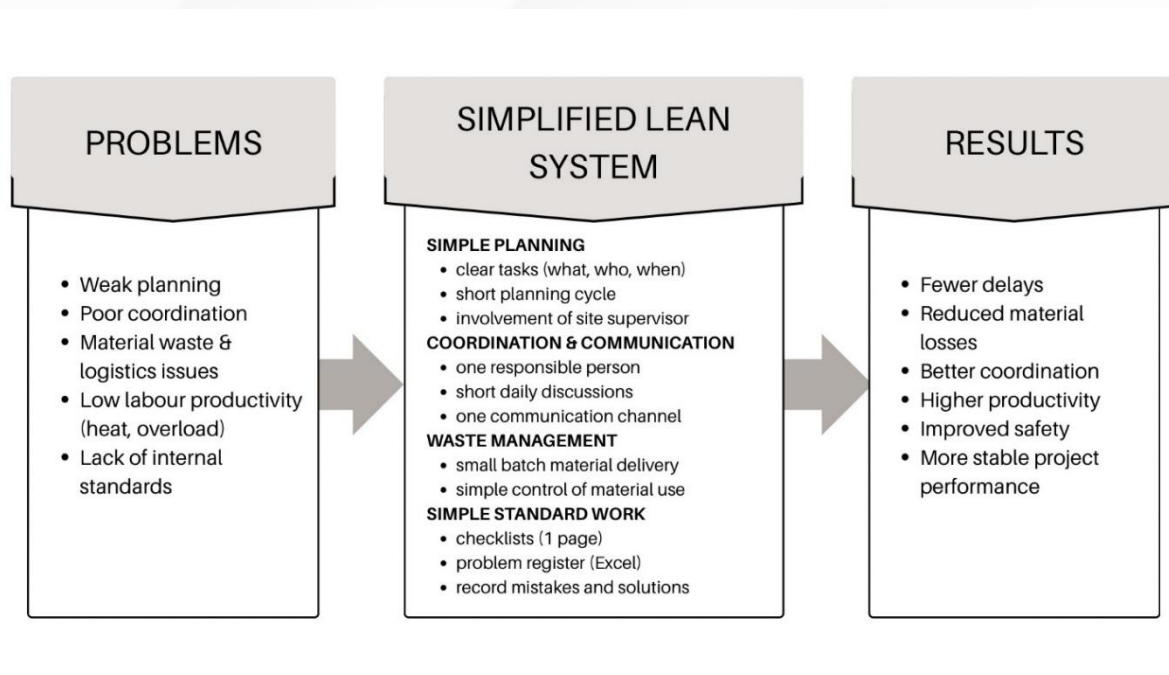 PROBLEMS
• Weak planning
• Poor coordination
• Material waste &
logistics issues
• Low labour productivity
(heat, overload)
• Lack of internal
standards
SIMPLIFIED LEAN
SYSTEM
SIMPLE PLANNING
• clear tasks (what, who, when)
• short planning cycle
• involvement of site supervisor
COORDINATION & COMMUNICATION
• one responsible person
• short daily discussions
• one communication channel
WASTE MANAGEMENT
• small batch material delivery
• simple control of material use
SIMPLE STANDARD WORK
• checklists (1 page)
• problem register (Excel)
• record mistakes and solutions
RESULTS
• Fewer delays
• Reduced material
losses
• Better coordination
• Higher productivity
• Improved safety
• More stable project
performance